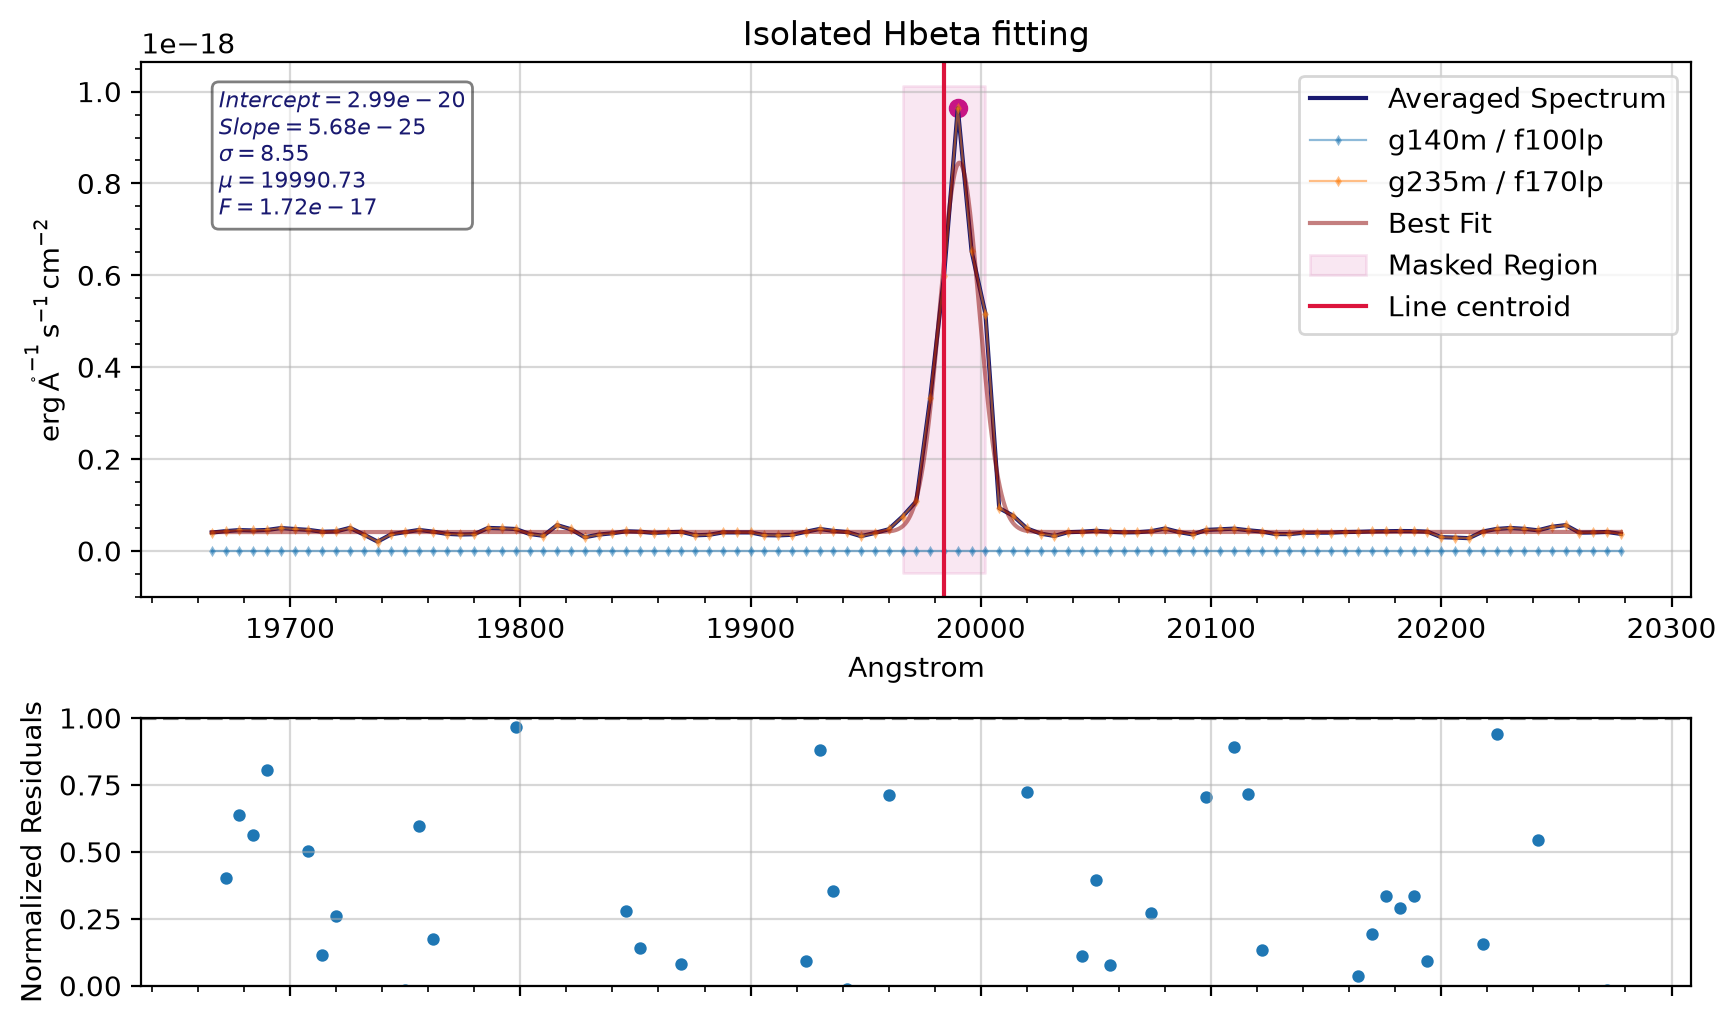 Isolated Hbeta fitting
1e−18
Intercept = 2.99e − 20
Slope = 5.68e − 25
σ = 8.55
μ = 19990.73
F = 1.72e − 17
Averaged Spectrum
g140m / f100lp
g235m / f170lp
Best Fit
Masked Region
Line centroid
1.0
0.8
0.6
0.4
0.2
0.0
erg Å⁻¹ s⁻¹ cm⁻²
19700 19800 19900 20000 20100 20200 20300
Angstrom
1.00
0.75
0.50
0.25
0.00
Normalized Residuals